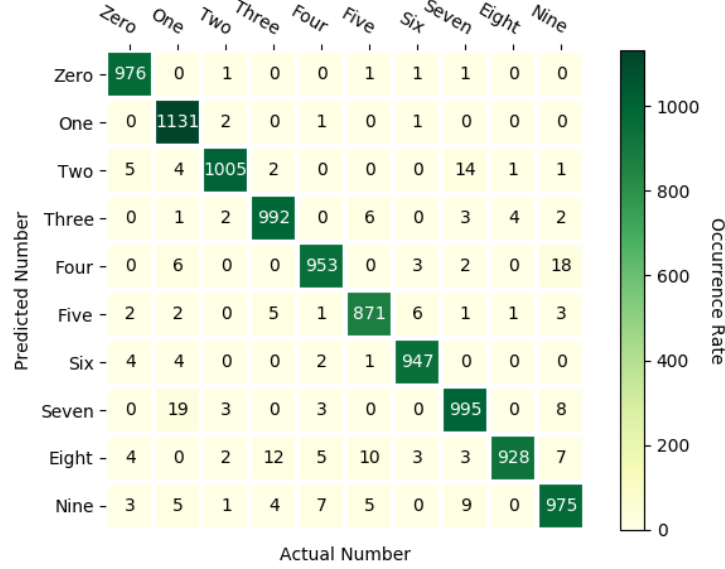 Zero One Two Three Four Five Six Seven Eight Nine
Zero 976 0 1 0 0 1 1 1 0 0
One 0 1131 2 0 1 0 1 0 0 0
Two 5 4 1005 2 0 0 0 14 1 1
Three 0 1 2 992 0 6 0 3 4 2
Four 0 6 0 0 953 0 3 2 0 18
Five 2 2 0 5 1 871 6 1 1 3
Six 4 4 0 0 2 1 947 0 0 0
Seven 0 19 3 0 3 0 0 995 0 8
Eight 4 0 2 12 5 10 3 3 928 7
Nine 3 5 1 4 7 5 0 9 0 975
Predicted Number
Actual Number
1000
800
600
400
200
0
Occurrence Rate